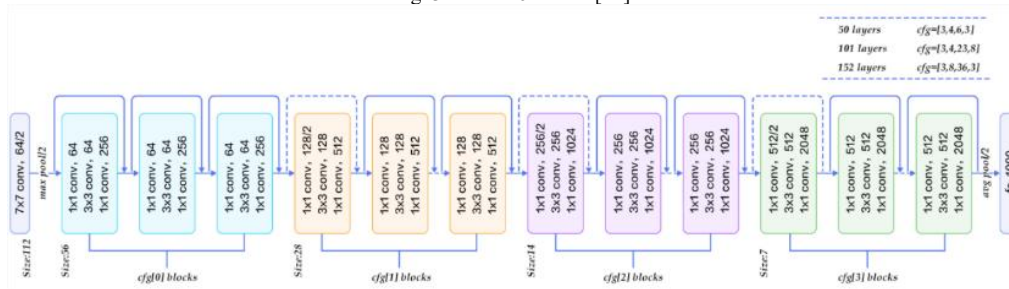 50 layers cfg=[3,4,6,3]
101 layers cfg=[3,4,23,8]
152 layers cfg=[3,8,36,3]
7x7 conv, 64/2
max pool/2
1x1 conv, 64
3x3 conv, 64
1x1 conv, 256
1x1 conv, 64
3x3 conv, 64
1x1 conv, 256
1x1 conv, 64
3x3 conv, 64
1x1 conv, 256
1x1 conv, 128/2
3x3 conv, 128
1x1 conv, 512
1x1 conv, 128
3x3 conv, 128
1x1 conv, 512
1x1 conv, 128
3x3 conv, 128
1x1 conv, 512
1x1 conv, 256/2
3x3 conv, 256
1x1 conv, 1024
1x1 conv, 256
3x3 conv, 256
1x1 conv, 1024
1x1 conv, 256
3x3 conv, 256
1x1 conv, 1024
1x1 conv, 512/2
3x3 conv, 512
1x1 conv, 2048
1x1 conv, 512
3x3 conv, 512
1x1 conv, 2048
1x1 conv, 512
3x3 conv, 512
1x1 conv, 2048
avg pool/2
Size:112
Size:56
cfg[0] blocks
Size:28
cfg[1] blocks
Size:14
cfg[2] blocks
Size:7
cfg[3] blocks